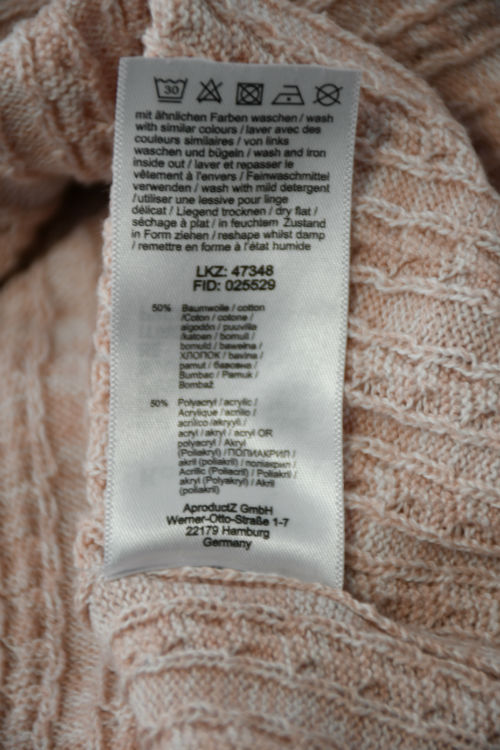 30
mit ähnlichen Farben waschen / wash
with similar colours / laver avec des
couleurs similaires / von links
waschen und bügeln / wash and iron
inside out / laver et repasser le
vêtement à l'envers / Feinwaschmittel
verwenden / wash with mild detergent
/utiliser une lessive pour linge
délicat / Liegend trocknen / dry flat /
séchage à plat / in feuchtem Zustand
in Form ziehen / reshape whilst damp
/ remettre en forme à l'état humide
LKZ: 47348
FID: 025529
50% Baumwolle / cotton
/Coton / cotone /
algodón / puuvilla
/katoen / bomull /
bomuld / bawełna /
ХЛОПОК / bavlna /
pamut / бавовна /
Bumbac / Pamuk /
Bombaž
50% Polyacryl / acrylic /
Acrylique / acrilico /
acrílico /akryyli /
acryl / akryl / acryl OR
polyacryl / Akryl
(Poliakryl) /ПОЛИАКРИЛ /
akril (poliakril) / поліакрил /
Acrilic (Poliacril) / Poliakril /
akryl (Polyakryl) / Akril
(poliakril)
AproductZ GmbH
Werner-Otto-Straße 1-7
22179 Hamburg
Germany